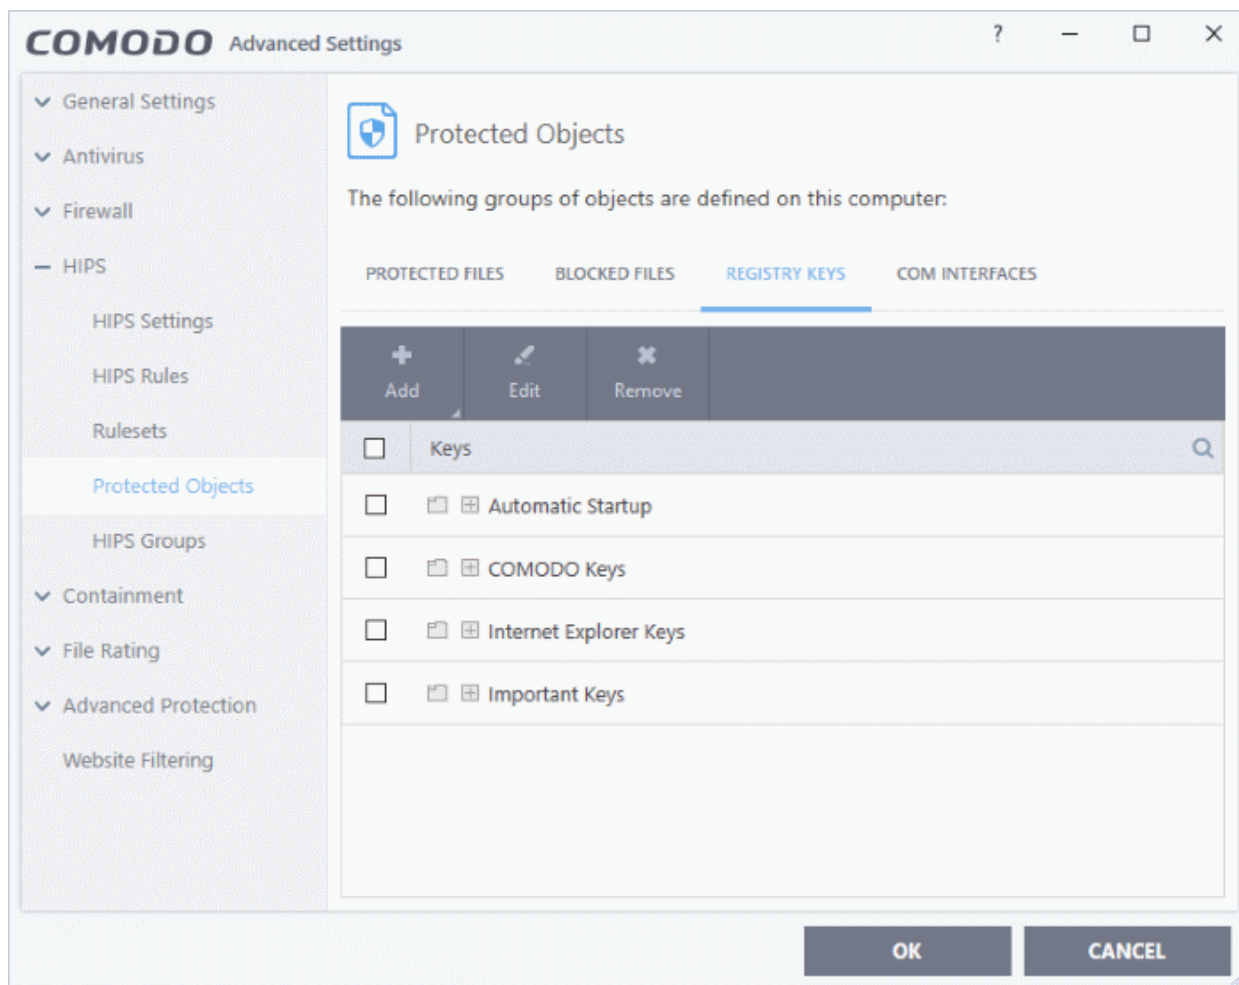 COMODO Advanced Settings ?
General Settings
Antivirus
Firewall
HIPS
HIPS Settings
HIPS Rules
Rulesets
Protected Objects
HIPS Groups
Containment
File Rating
Advanced Protection
Website Filtering
Protected Objects
The following groups of objects are defined on this computer:
PROTECTED FILES BLOCKED FILES REGISTRY KEYS COM INTERFACES
Add Edit Remove
Keys
Automatic Startup
COMODO Keys
Internet Explorer Keys
Important Keys
OK CANCEL